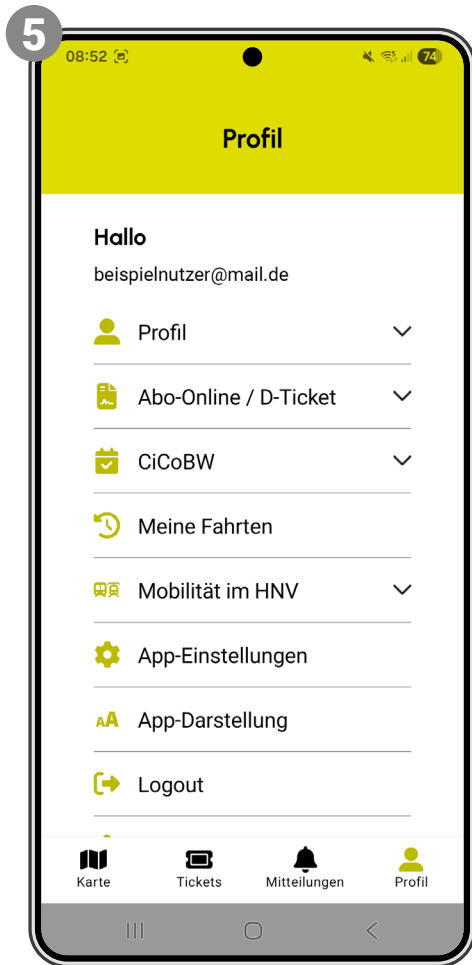 5
08:52
74
Profil
Hallo
beispielnutzer@mail.de
Profil
Abo-Online / D-Ticket
CiCoBW
Meine Fahrten
Mobilität im HNV
App-Einstellungen
AA App-Darstellung
Logout
Karte Tickets Mitteilungen Profil